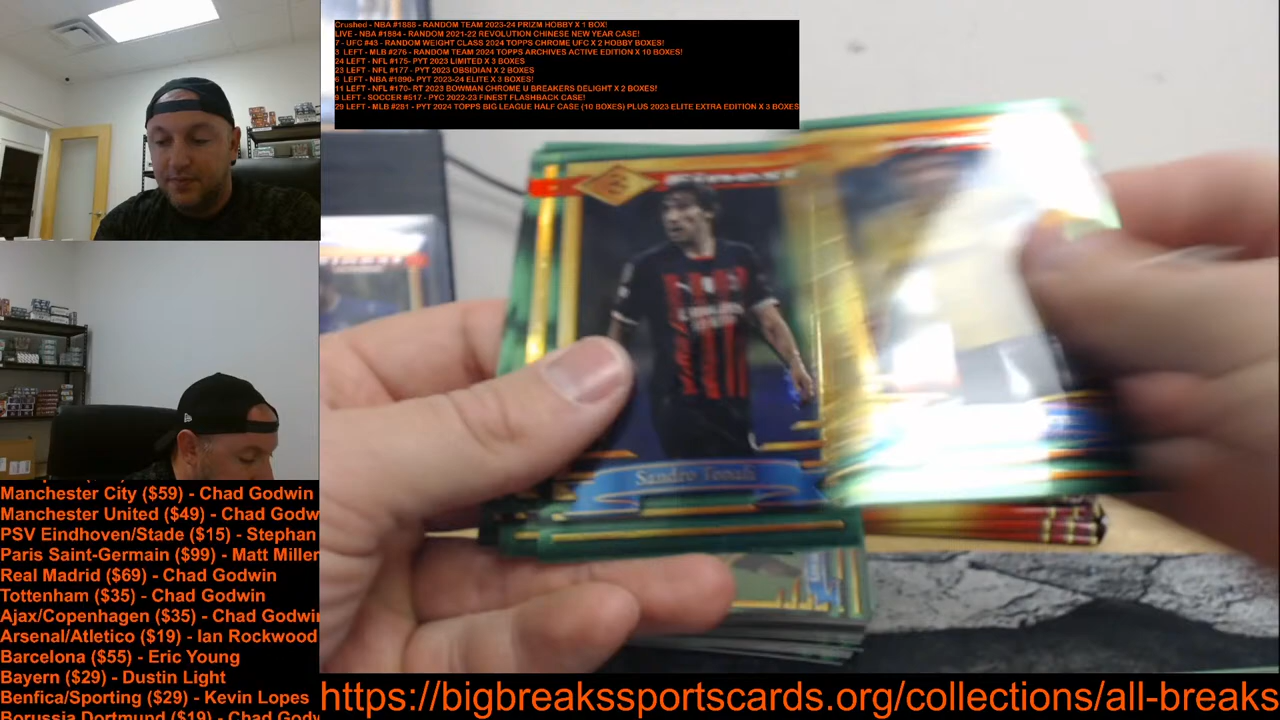 Crushed - NBA #1888 - RANDOM TEAM 2023-24 PRIZM HOBBY X 1 BOX!
LIVE - NBA #1884 - RANDOM 2021-22 REVOLUTION CHINESE NEW YEAR CASE!
7 - UFC #43 - RANDOM WEIGHT CLASS 2024 TOPPS CHROME UFC X 2 HOBBY BOXES!
3 LEFT - MLB #276 - RANDOM TEAM 2024 TOPPS ARCHIVES ACTIVE EDITION X 10 BOXES!
24 LEFT - NFL #175- PYT 2023 LIMITED X 3 BOXES
23 LEFT - NFL #177 - PYT 2023 OBSIDIAN X 2 BOXES
6 LEFT - NBA #1890- PYT 2023-24 ELITE X 3 BOXES!
11 LEFT - NFL #170- RT 2023 BOWMAN CHROME U BREAKERS DELIGHT X 2 BOXES!
9 LEFT - SOCCER #517 - PYC 2022-23 FINEST FLASHBACK CASE!
29 LEFT - MLB #281 - PYT 2024 TOPPS BIG LEAGUE HALF CASE (10 BOXES) PLUS 2023 ELITE EXTRA EDITION X 3 BOXES
Finest
Sandro Tonali
Manchester City ($59) - Chad Godwin
Manchester United ($49) - Chad Godw
PSV Eindhoven/Stade ($15) - Stephan
Paris Saint-Germain ($99) - Matt Miller
Real Madrid ($69) - Chad Godwin
Tottenham ($35) - Chad Godwin
Ajax/Copenhagen ($35) - Chad Godwin
Arsenal/Atletico ($19) - Ian Rockwood
Barcelona ($55) - Eric Young
Bayern ($29) - Dustin Light
Benfica/Sporting ($29) - Kevin Lopes
Borussia Dortmund ($19) - Chad Godw
https://bigbreakssportscards.org/collections/all-breaks